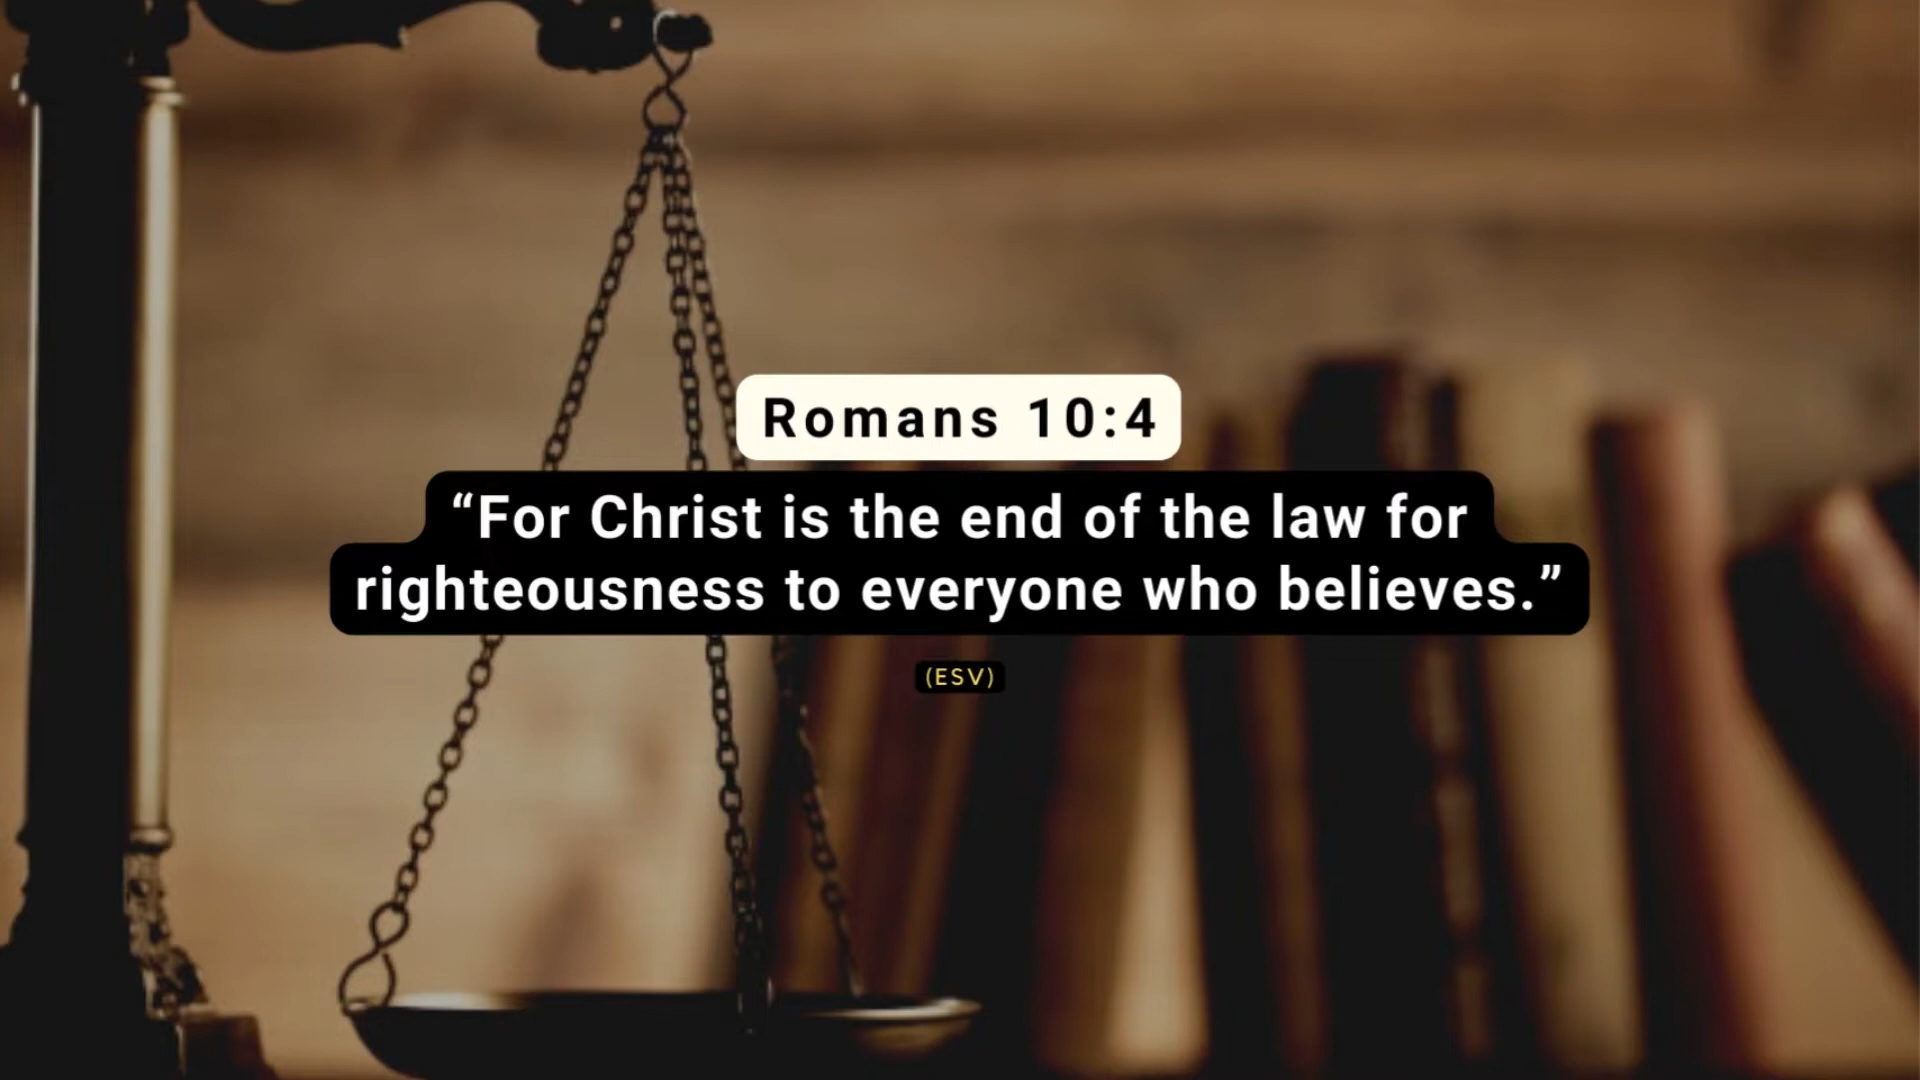 Romans 10:4
“For Christ is the end of the law for
righteousness to everyone who believes.”
(ESV)